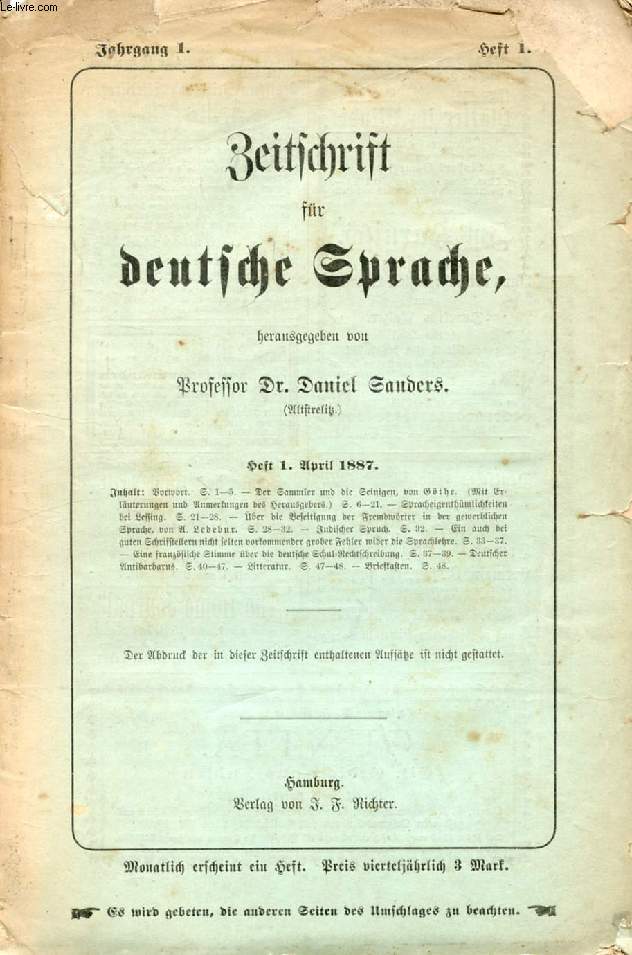 Le-livre.com
Jahrgang 1. Heft 1.
Zeitschrift
für
deutsche Sprache,
herausgegeben von
Professor Dr. Daniel Sanders.
(Altstrelitz.)
Heft 1. April 1887.
Inhalt: Vorwort. S. 1—5. — Der Sammler und die Seinigen, von Göthe. (Mit Er-
läuterungen und Anmerkungen des Herausgebers.) S. 6—21. — Spracheigenthümlichkeiten
bei Lessing. S. 21—28. — Über die Beseitigung der Fremdwörter in der gewerblichen
Sprache, von A. Ledebur. S. 28—32. — Indischer Spruch. S. 32. — Ein auch bei
guten Schriftstellern nicht selten vorkommender grober Fehler wider die Sprachlehre. S. 33—37.
— Eine französische Stimme über die deutsche Schul-Rechtschreibung. S. 37—39. — Deutscher
Antibarbarus. S. 40—47. — Litteratur. S. 47—48. — Briefkasten. S. 48.
Der Abdruck der in dieser Zeitschrift enthaltenen Aufsätze ist nicht gestattet.
Hamburg.
Verlag von J. F. Richter.
Monatlich erscheint ein Heft. Preis vierteljährlich 3 Mark.
Es wird gebeten, die anderen Seiten des Umschlages zu beachten.